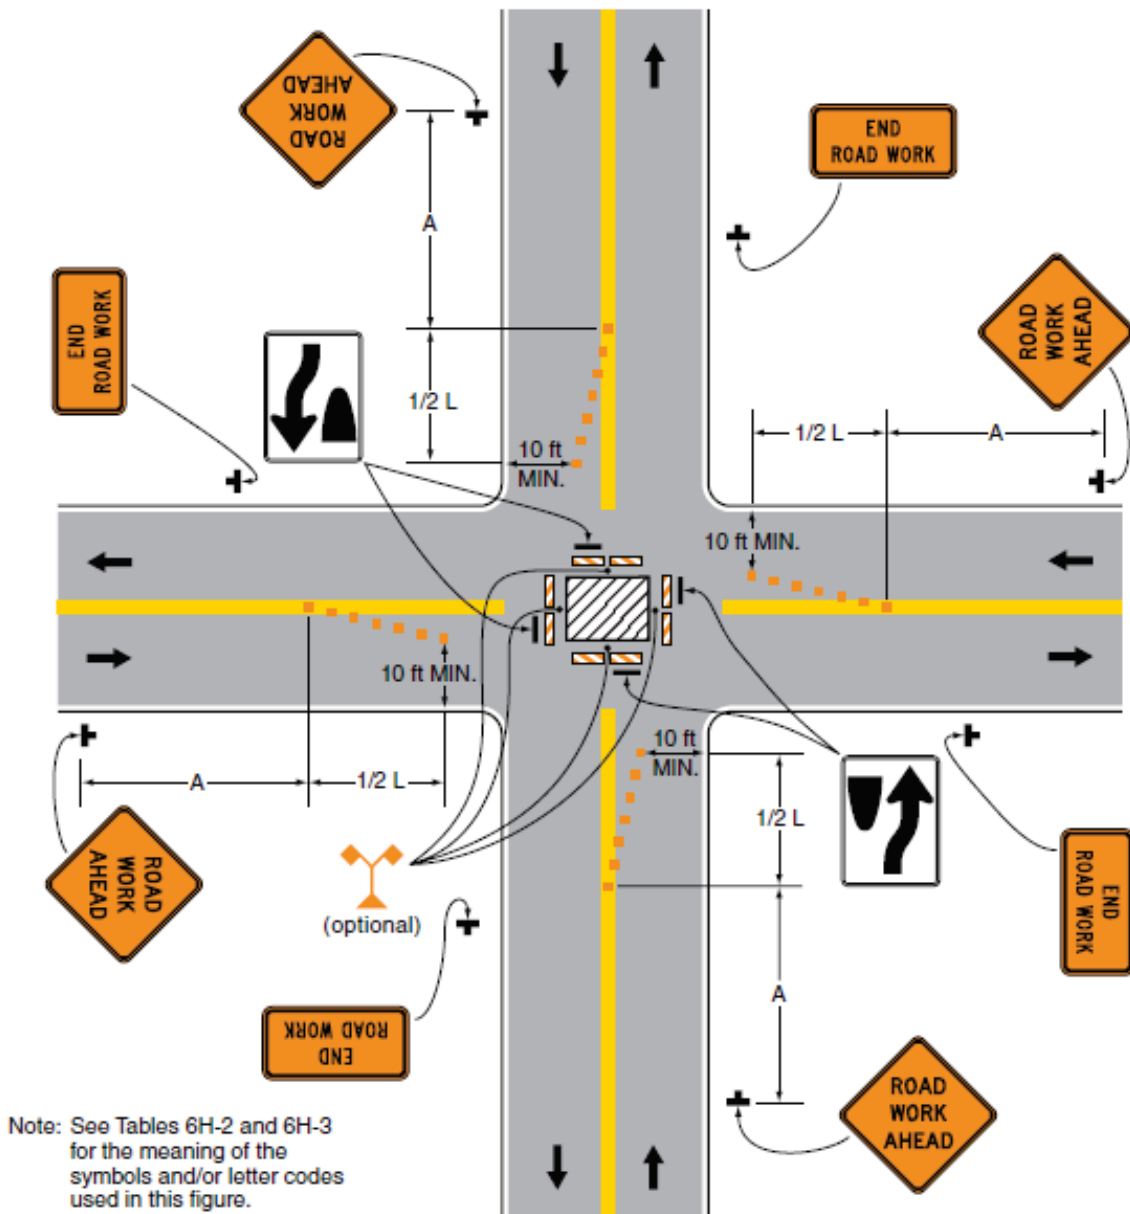 ROAD
WORK
AHEAD
END
ROAD WORK
A
END
ROAD WORK
ROAD
WORK
AHEAD
1/2 L
1/2 L
A
10 ft
MIN.
10 ft MIN.
10 ft MIN.
10 ft
MIN.
A
1/2 L
1/2 L
ROAD
WORK
AHEAD
(optional)
END
ROAD WORK
A
END
ROAD WORK
ROAD
WORK
AHEAD
Note: See Tables 6H-2 and 6H-3
for the meaning of the
symbols and/or letter codes
used in this figure.